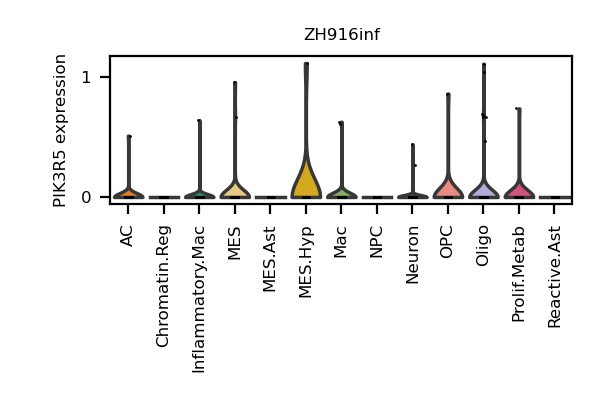 ZH916inf
PIK3R5 expression
1
0
AC
Chromatin.Reg
Inflammatory.Mac
MES
MES.Ast
MES.Hyp
Mac
NPC
Neuron
OPC
Oligo
Prolif.Metab
Reactive.Ast